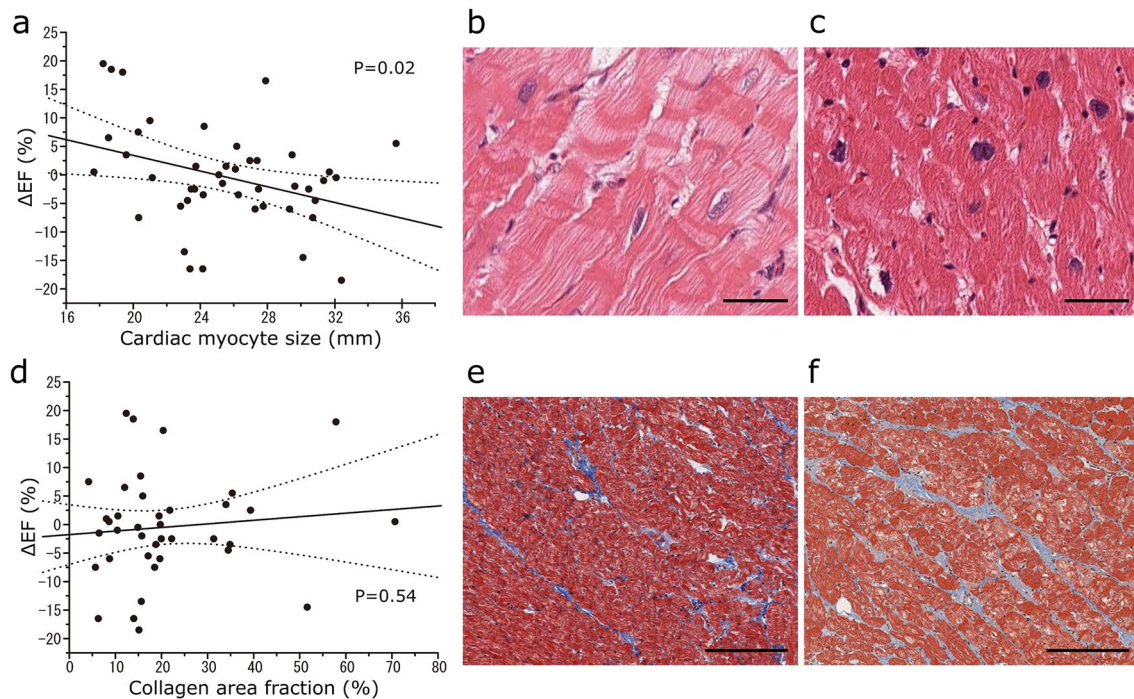 a
b
c
25
20
15
10
5
0
-5
-10
-15
-20
ΔEF (%)
P=0.02
16
20
24
28
32
36
Cardiac myocyte size (mm)
d
e
f
25
20
15
10
5
0
-5
-10
-15
-20
ΔEF (%)
P=0.54
0
10
20
30
40
50
60
70
80
Collagen area fraction (%)